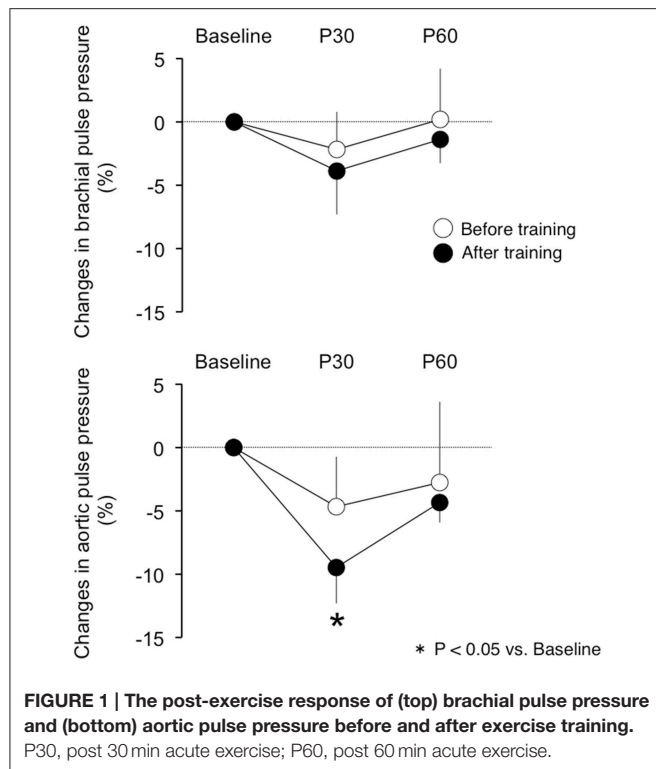 Baseline P30 P60
Changes in brachial pulse pressure
(%)
5
0
-5
-10
-15
Before training
After training
Baseline P30 P60
Changes in aortic pulse pressure
(%)
5
0
-5
-10
-15
*
* P < 0.05 vs. Baseline
FIGURE 1 | The post-exercise response of (top) brachial pulse pressure
and (bottom) aortic pulse pressure before and after exercise training.
P30, post 30 min acute exercise; P60, post 60 min acute exercise.